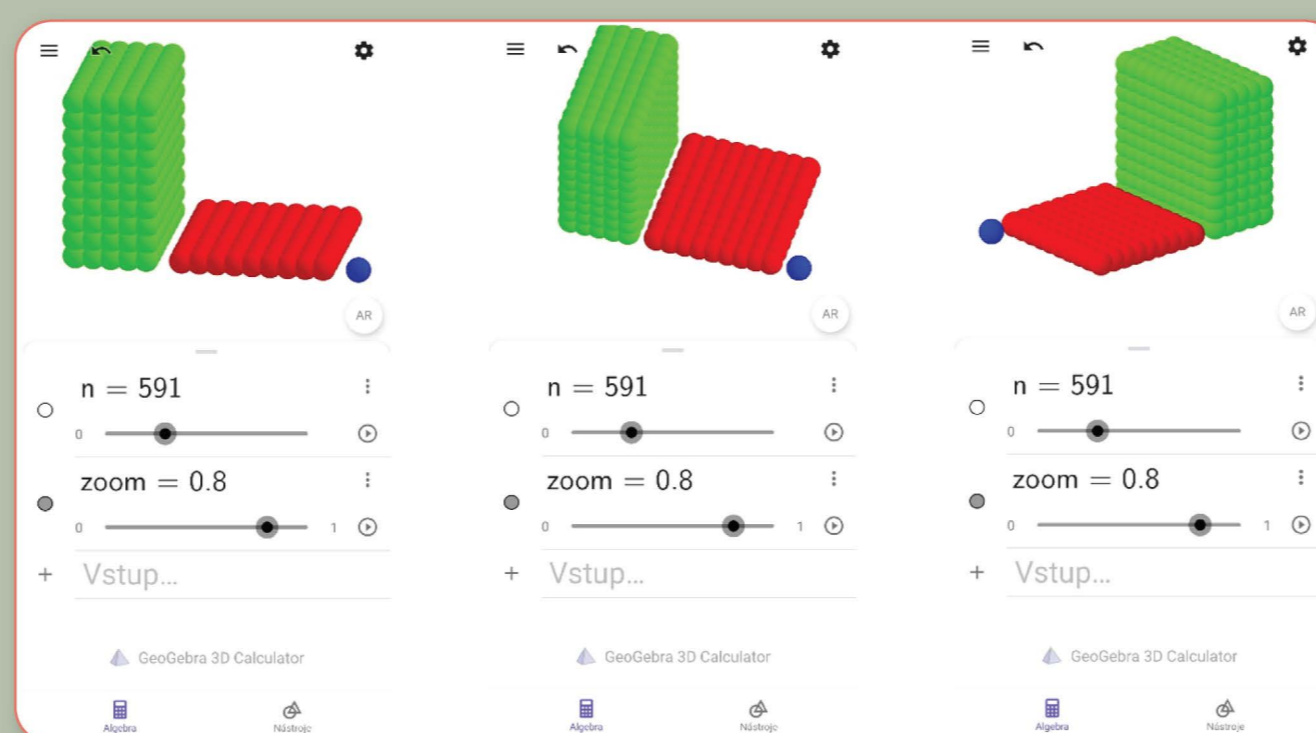 AR
n = 591
0
zoom = 0.8
0 1
+ Vstup...
GeoGebra 3D Calculator
Algebra Nástroje
AR
n = 591
0
zoom = 0.8
0 1
+ Vstup...
GeoGebra 3D Calculator
Algebra Nástroje
AR
n = 591
0
zoom = 0.8
0 1
+ Vstup...
GeoGebra 3D Calculator
Algebra Nástroje